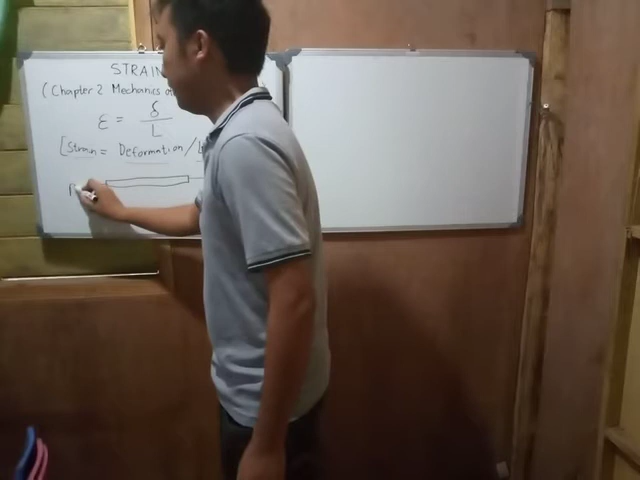 STRAIN
(Chapter 2 Mechanics
ε = δ / L
[Strain = Deformation /